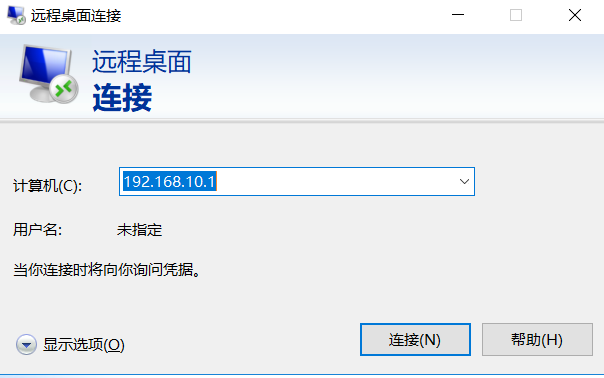 远程桌面连接
远程桌面
连接
计算机(C): 192.168.10.1
用户名: 未指定
当你连接时将向你询问凭据。
显示选项(O) 连接(N) 帮助(H)